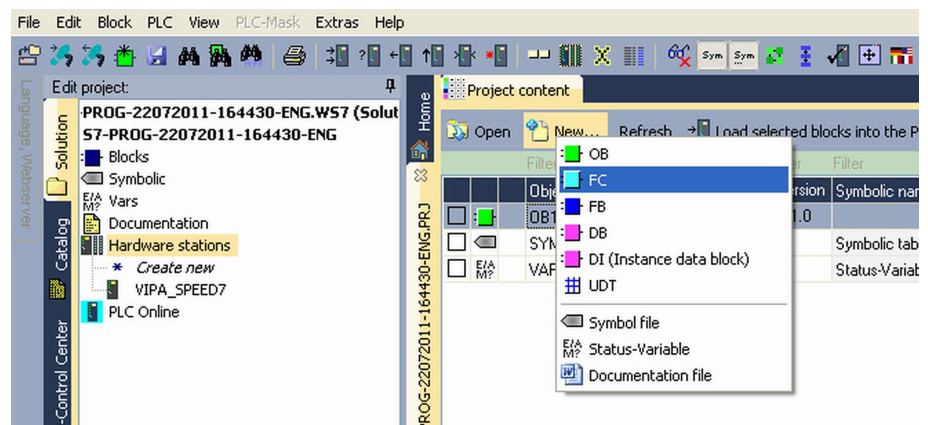 File Edit Block PLC View PLC-Mask Extras Help
Sym Sym
Language, Webserver
Solution
Catalog
-Control Center
Edit project:
PROG-22072011-164430-ENG.WS7 (Solut
S7-PROG-22072011-164430-ENG
Blocks
Symbolic
E/A M? Vars
Documentation
Hardware stations
* Create new
VIPA_SPEED7
PLC Online
Home
PROG-22072011-164430-ENG.PRJ
Project content
Open New... Refresh Load selected blocks into the P
Filter Filter
Obje rsion Symbolic nam
OB1 1.0
SYM Symbolic tab
E/A M? VAR Status-Variab
OB
FC
FB
DB
DI (Instance data block)
UDT
Symbol file
E/A M? Status-Variable
Documentation file